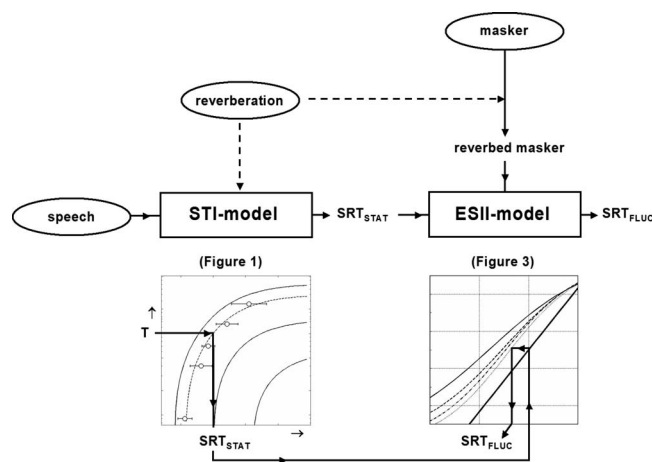 masker
reverberation
reverbed masker
speech
STI-model
SRT_STAT
ESII-model
SRT_FLUC
(Figure 1)
(Figure 3)
T
SRT_STAT
SRT_FLUC